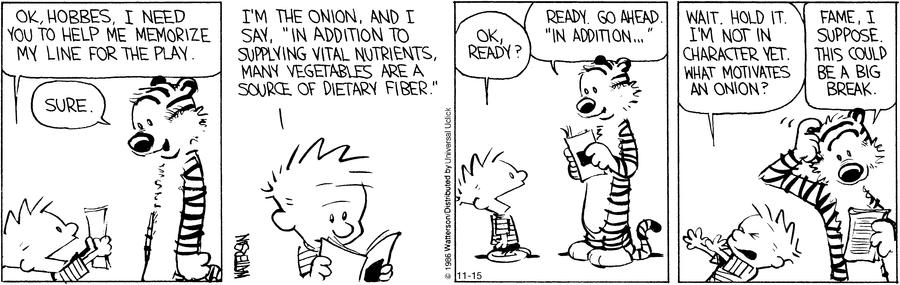 OK, HOBBES, I NEED
YOU TO HELP ME MEMORIZE
MY LINE FOR THE PLAY.
SURE.
I'M THE ONION, AND I
SAY, "IN ADDITION TO
SUPPLYING VITAL NUTRIENTS,
MANY VEGETABLES ARE A
SOURCE OF DIETARY FIBER."
WATTERSON
© 1986 Watterson/Distributed by Universal Uclick
OK,
READY?
READY. GO AHEAD.
"IN ADDITION..."
11-15
WAIT. HOLD IT.
I'M NOT IN
CHARACTER YET.
WHAT MOTIVATES
AN ONION?
FAME, I
SUPPOSE.
THIS COULD
BE A BIG
BREAK.